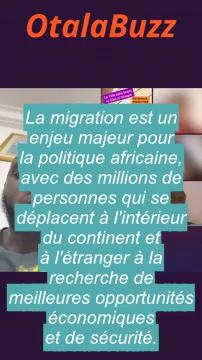 OtalaBuzz
La migration est un
enjeu majeur pour
la politique africaine,
avec des millions de
personnes qui se
déplacent à l'intérieur
du continent et
à l'étranger à la
recherche de
meilleures opportunités
économiques
et de sécurité.